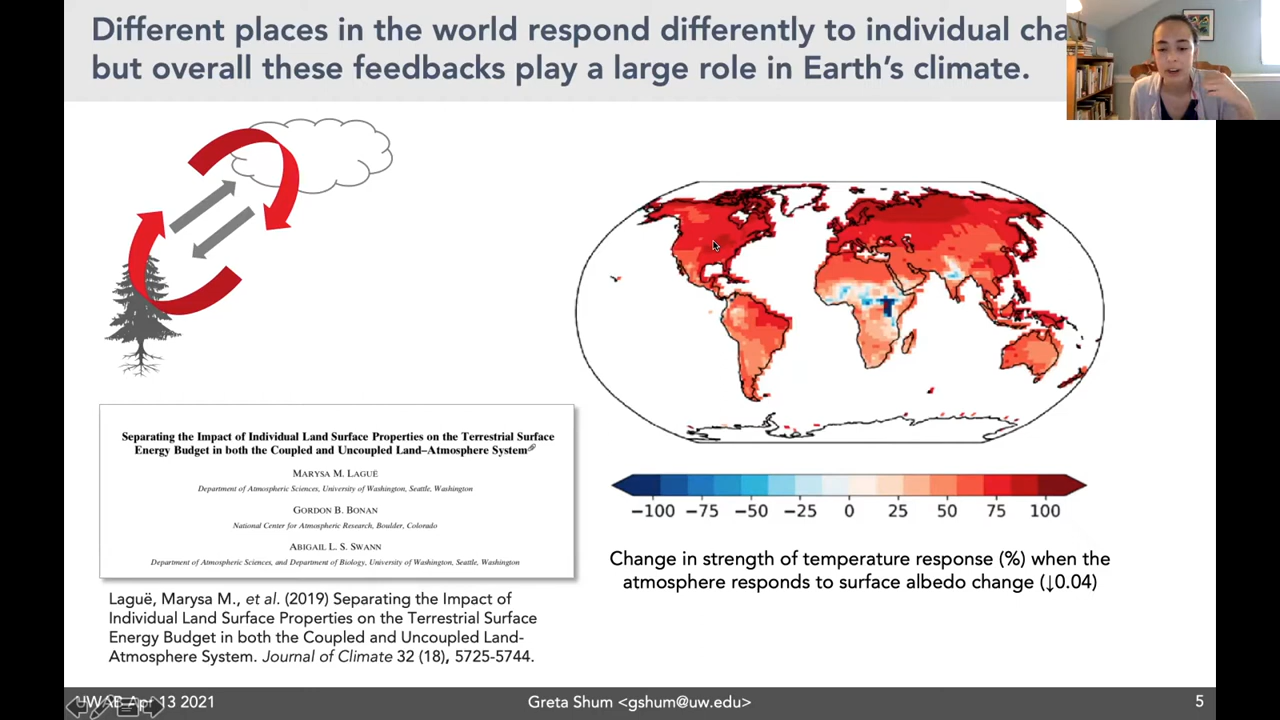 Different places in the world respond differently to individual cha
but overall these feedbacks play a large role in Earth's climate.
Separating the Impact of Individual Land Surface Properties on the Terrestrial Surface
Energy Budget in both the Coupled and Uncoupled Land–Atmosphere System
MARYSA M. LAGUË
Department of Atmospheric Sciences, University of Washington, Seattle, Washington
GORDON B. BONAN
National Center for Atmospheric Research, Boulder, Colorado
ABIGAIL L. S. SWANN
Department of Atmospheric Sciences, and Department of Biology, University of Washington, Seattle, Washington
Laguë, Marysa M., et al. (2019) Separating the Impact of
Individual Land Surface Properties on the Terrestrial Surface
Energy Budget in both the Coupled and Uncoupled Land-
Atmosphere System. Journal of Climate 32 (18), 5725-5744.
−100 −75 −50 −25 0 25 50 75 100
Change in strength of temperature response (%) when the
atmosphere responds to surface albedo change (↓0.04)
UWAB Apr 13 2021
Greta Shum <gshum@uw.edu>
5